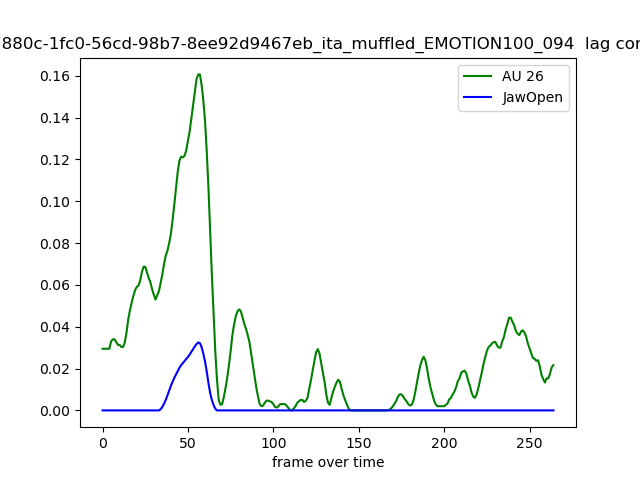 880c-1fc0-56cd-98b7-8ee92d9467eb_ita_muffled_EMOTION100_094 lag cor
AU 26
JawOpen
0.16
0.14
0.12
0.10
0.08
0.06
0.04
0.02
0.00
0 50 100 150 200 250
frame over time